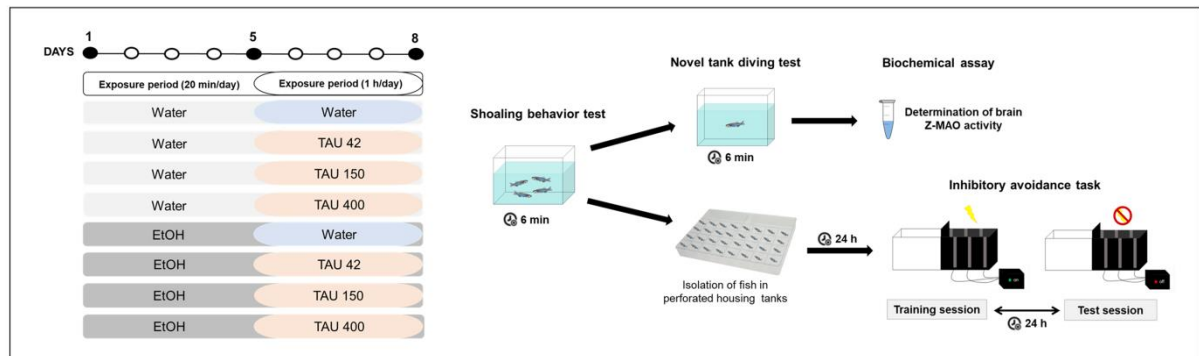 1 5 8
DAYS
Exposure period (20 min/day) Exposure period (1 h/day)
Water Water
Water TAU 42
Water TAU 150
Water TAU 400
EtOH Water
EtOH TAU 42
EtOH TAU 150
EtOH TAU 400
Shoaling behavior test
6 min
Novel tank diving test
6 min
Biochemical assay
Determination of brain
Z-MAO activity
Isolation of fish in
perforated housing tanks
24 h
Inhibitory avoidance task
Training session
24 h
Test session